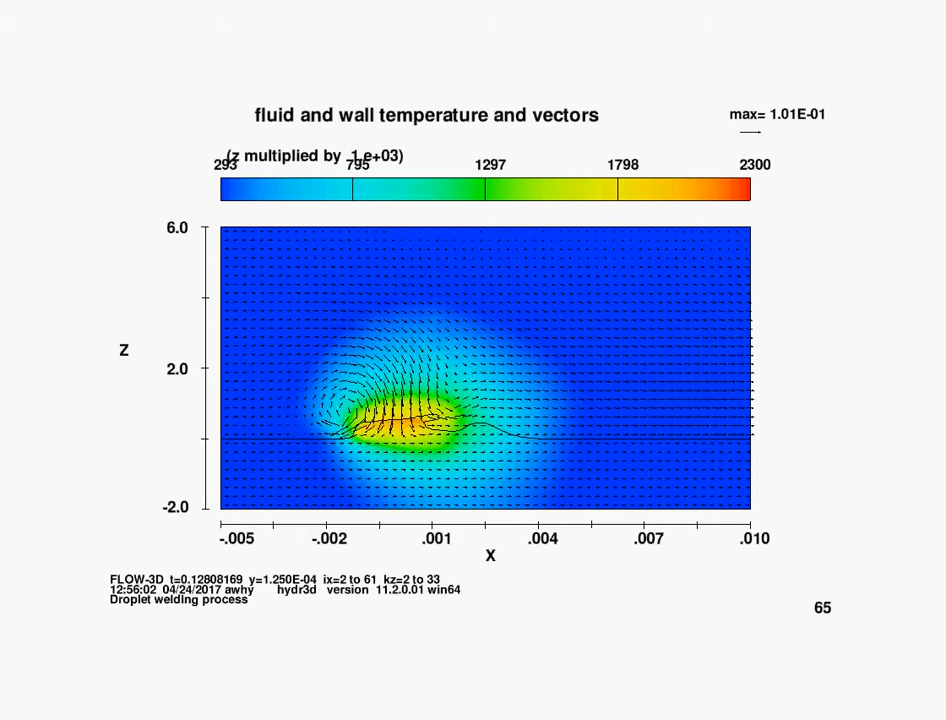 fluid and wall temperature and vectors
max= 1.01E-01
(z multiplied by 1.e+03)
293 795 1297 1798 2300
6.0
Z
2.0
-2.0
-.005 -.002 .001 .004 .007 .010
X
FLOW-3D t=0.12808169 y=1.250E-04 ix=2 to 61 kz=2 to 33
12:56:02 04/24/2017 awhy hydr3d version 11.2.0.01 win64
Droplet welding process
65